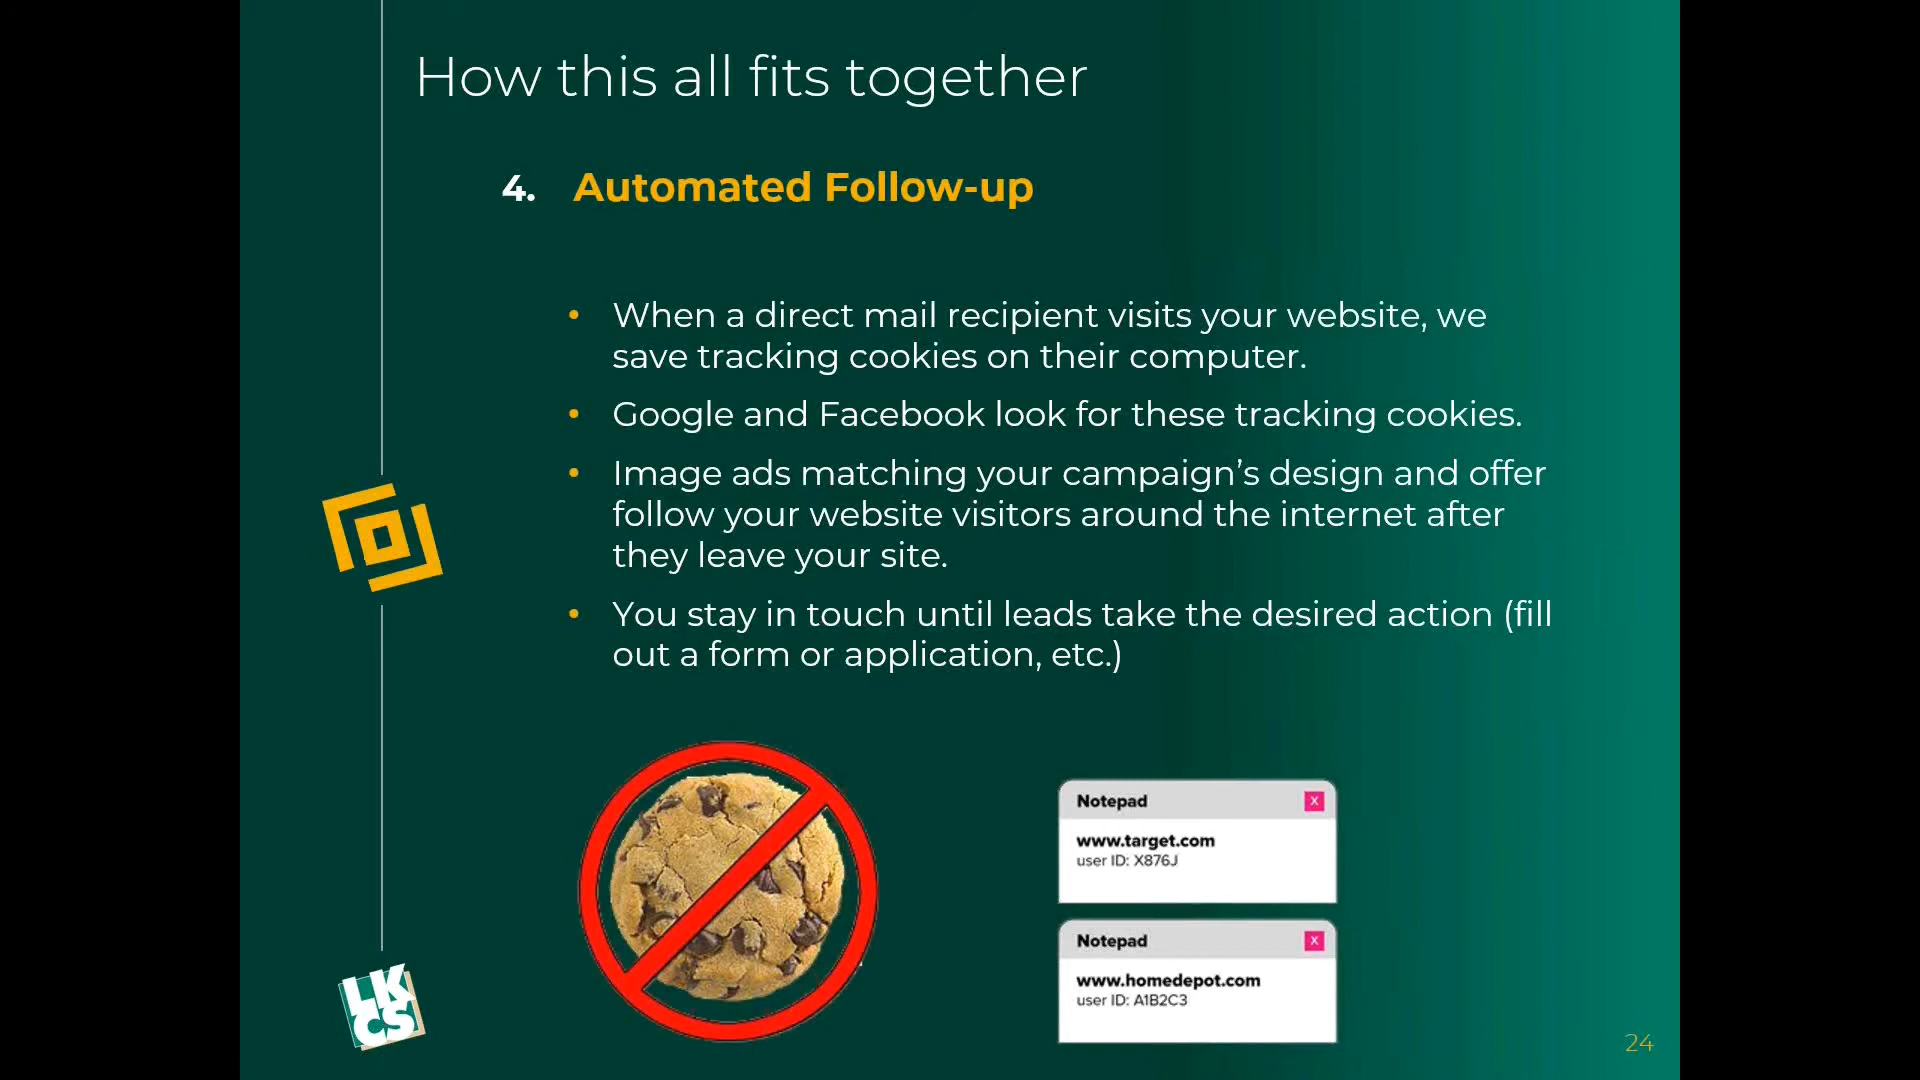 How this all fits together
4. Automated Follow-up
• When a direct mail recipient visits your website, we
save tracking cookies on their computer.
• Google and Facebook look for these tracking cookies.
• Image ads matching your campaign’s design and offer
follow your website visitors around the internet after
they leave your site.
• You stay in touch until leads take the desired action (fill
out a form or application, etc.)
Notepad X
www.target.com
user ID: X876J
Notepad X
www.homedepot.com
user ID: A1B2C3
LK
CS
24